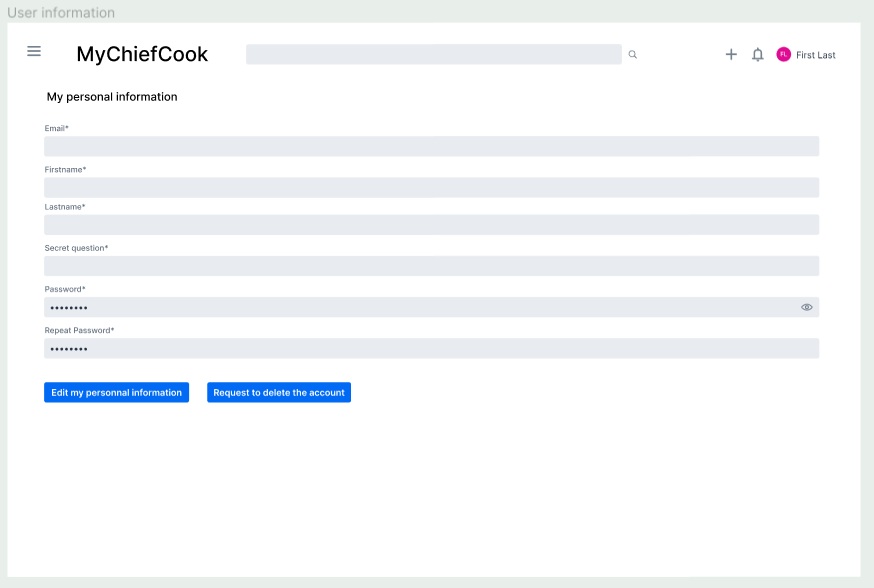 User information
MyChiefCook
FL
First Last
My personal information
Email*
Firstname*
Lastname*
Secret question*
Password*
••••••••
Repeat Password*
••••••••
Edit my personnal information
Request to delete the account